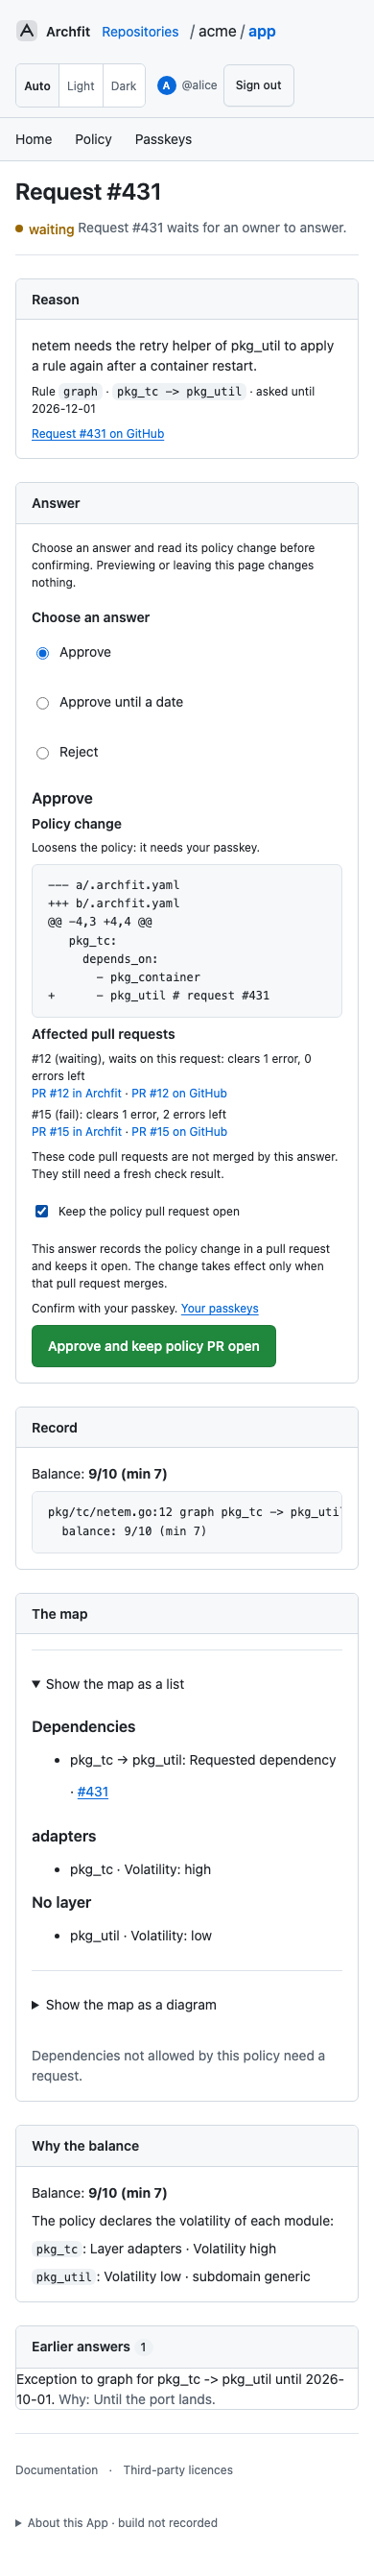 Archfit Repositories / acme / app
Auto Light Dark A @alice Sign out
Home Policy Passkeys
Request #431
waiting Request #431 waits for an owner to answer.
Reason
netem needs the retry helper of pkg_util to apply
a rule again after a container restart.
Rule graph · pkg_tc -> pkg_util · asked until
2026-12-01
Request #431 on GitHub
Answer
Choose an answer and read its policy change before
confirming. Previewing or leaving this page changes
nothing.
Choose an answer
Approve
Approve until a date
Reject
Approve
Policy change
Loosens the policy: it needs your passkey.
--- a/.archfit.yaml
+++ b/.archfit.yaml
@@ -4,3 +4,4 @@
pkg_tc:
depends_on:
- pkg_container
+ - pkg_util # request #431
Affected pull requests
#12 (waiting), waits on this request: clears 1 error, 0
errors left
PR #12 in Archfit · PR #12 on GitHub
#15 (fail): clears 1 error, 2 errors left
PR #15 in Archfit · PR #15 on GitHub
These code pull requests are not merged by this answer.
They still need a fresh check result.
Keep the policy pull request open
This answer records the policy change in a pull request
and keeps it open. The change takes effect only when
that pull request merges.
Confirm with your passkey. Your passkeys
Approve and keep policy PR open
Record
Balance: 9/10 (min 7)
pkg/tc/netem.go:12 graph pkg_tc -> pkg_util
balance: 9/10 (min 7)
The map
Show the map as a list
Dependencies
pkg_tc → pkg_util: Requested dependency
· #431
adapters
pkg_tc · Volatility: high
No layer
pkg_util · Volatility: low
Show the map as a diagram
Dependencies not allowed by this policy need a
request.
Why the balance
Balance: 9/10 (min 7)
The policy declares the volatility of each module:
pkg_tc: Layer adapters · Volatility high
pkg_util: Volatility low · subdomain generic
Earlier answers 1
Exception to graph for pkg_tc -> pkg_util until 2026-
10-01. Why: Until the port lands.
Documentation · Third-party licences
About this App · build not recorded